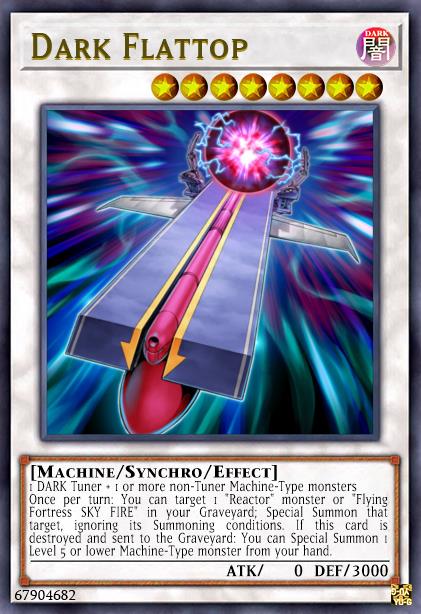 Dark Flattop
DARK
闇
[Machine/Synchro/Effect]
1 DARK Tuner + 1 or more non-Tuner Machine-Type monsters
Once per turn: You can target 1 "Reactor" monster or "Flying
Fortress SKY FIRE" in your Graveyard; Special Summon that
target, ignoring its Summoning conditions. If this card is
destroyed and sent to the Graveyard: You can Special Summon 1
Level 5 or lower Machine-Type monster from your hand.
ATK/ 0 DEF/3000
67904682